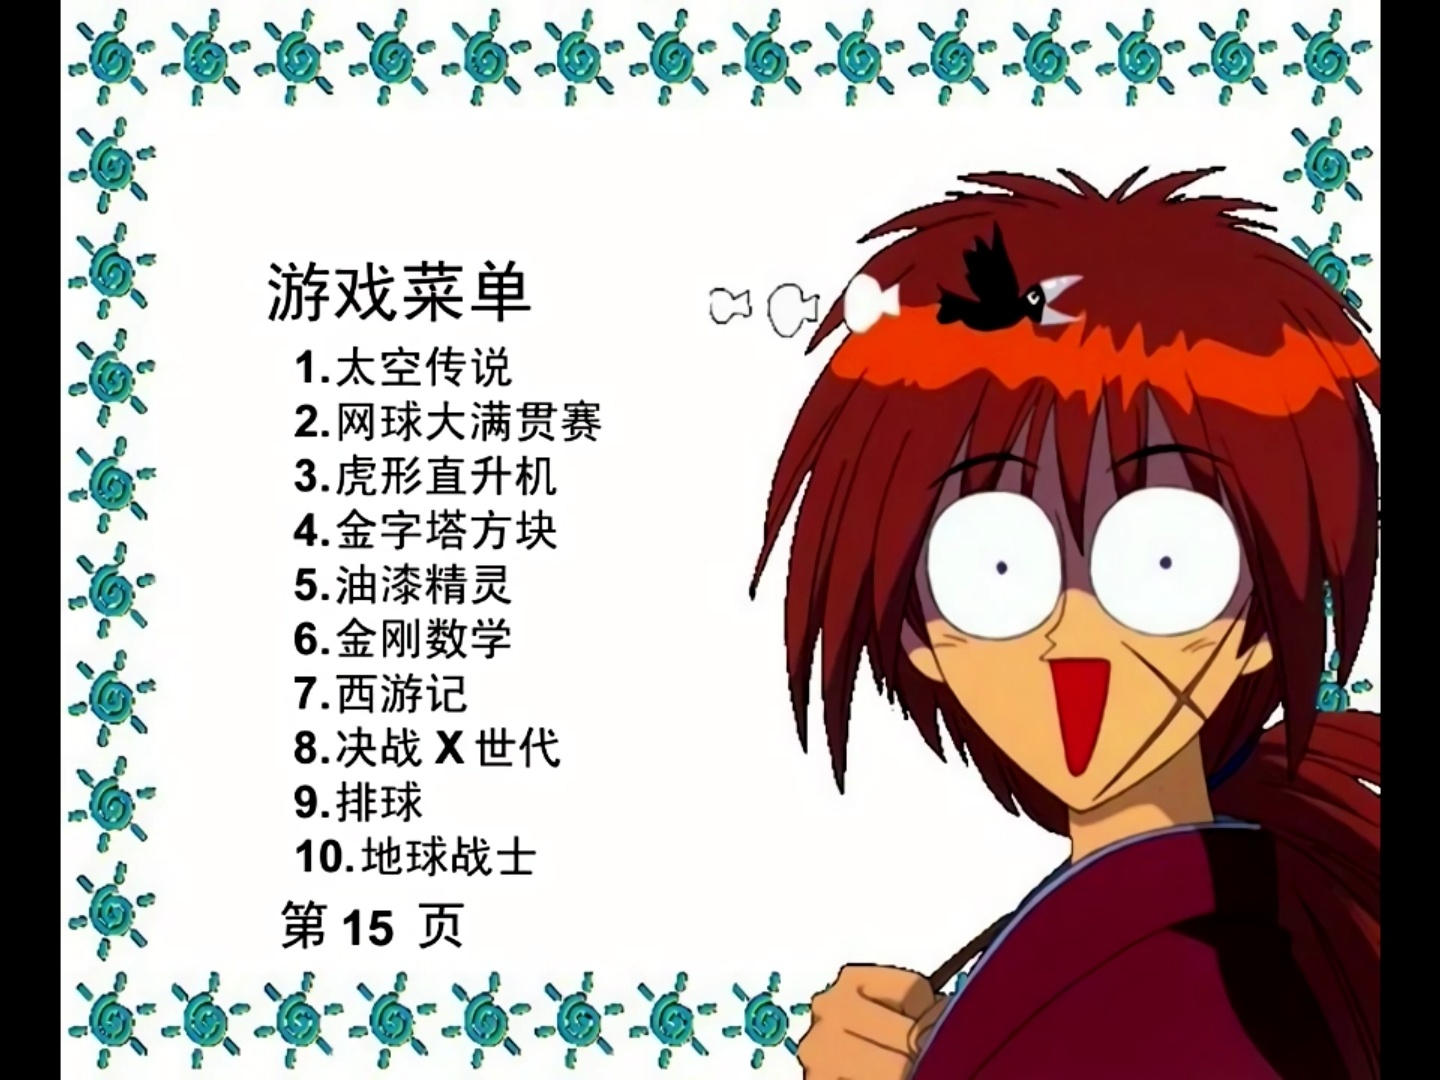 游戏菜单
1.太空传说
2.网球大满贯赛
3.虎形直升机
4.金字塔方块
5.油漆精灵
6.金刚数学
7.西游记
8.决战 X 世代
9.排球
10.地球战士
第 15 页